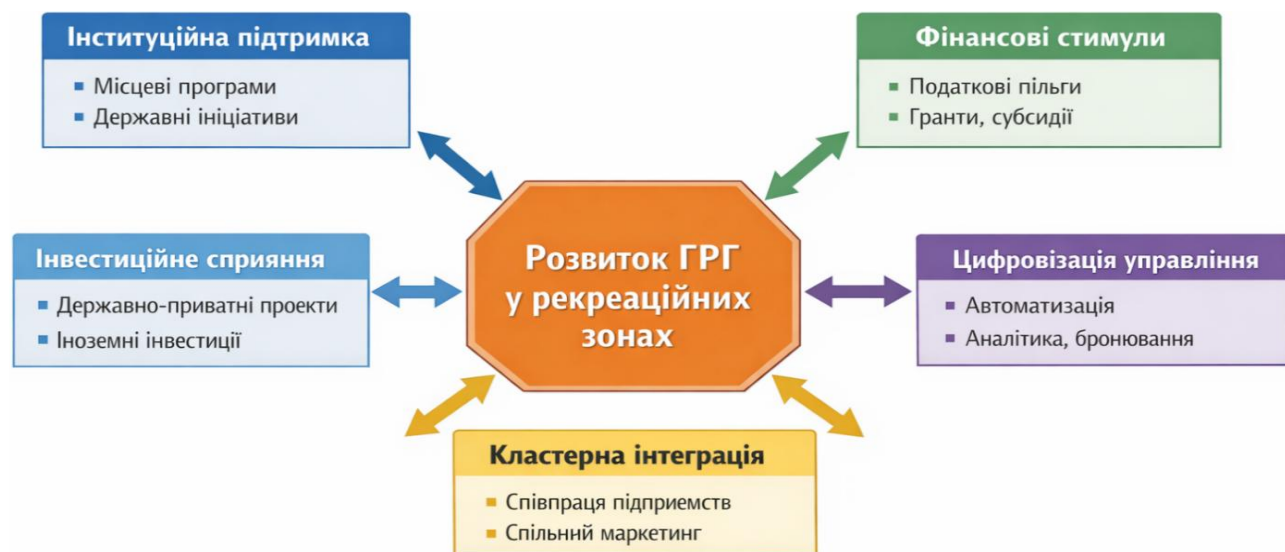 Інституційна підтримка
Місцеві програми
Державні ініціативи
Фінансові стимули
Податкові пільги
Гранти, субсидії
Розвиток ГРГ
у рекреаційних
зонах
Інвестиційне сприяння
Державно-приватні проекти
Іноземні інвестиції
Цифровізація управління
Автоматизація
Аналітика, бронювання
Кластерна інтеграція
Співпраця підприємств
Спільний маркетинг